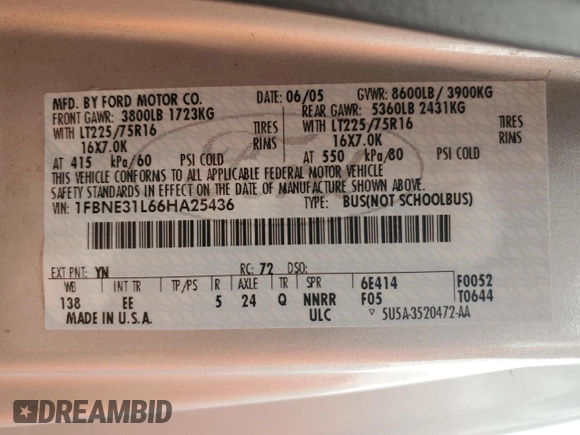 MFD. BY FORD MOTOR CO. DATE: 06/05 GVWR: 8600LB / 3900KG
FRONT GAWR: 3800LB 1723KG REAR GAWR: 5360LB 2431KG
WITH LT225/75R16 TIRES WITH LT225/75R16 TIRES
16X7.0K RIMS 16X7.0K RIMS
AT 415 kPa/60 PSI COLD AT 550 kPa/80 PSI COLD
THIS VEHICLE CONFORMS TO ALL APPLICABLE FEDERAL MOTOR VEHICLE
SAFETY STANDARDS IN EFFECT ON THE DATE OF MANUFACTURE SHOWN ABOVE.
VIN: 1FBNE31L66HA25436 TYPE: BUS(NOT SCHOOLBUS)
EXT PNT: YN RC: 72 DSO:
WB INT TR TP/PS R AXLE TR SPR 6E414 F0052
138 EE 5 24 Q NNRR F05 T0644
MADE IN U.S.A. ULC ▽ 5U5A-3520472-AA
DREAMBID